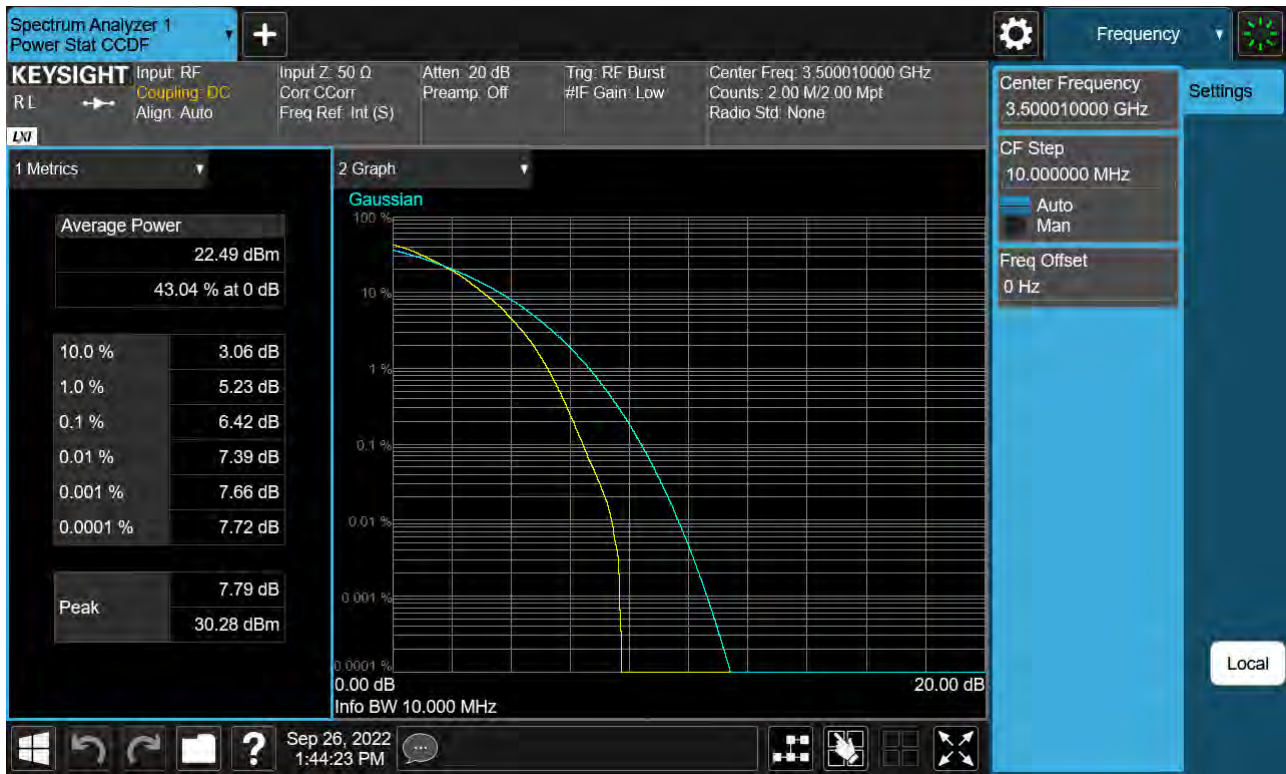 Spectrum Analyzer 1
Power Stat CCDF
Frequency
KEYSIGHT
RL
LXI
Input: RF
Coupling: DC
Align: Auto
Input Z: 50 Ω
Corr CCorr
Freq Ref: Int (S)
Atten: 20 dB
Preamp: Off
Trig: RF Burst
#IF Gain: Low
Center Freq: 3.500010000 GHz
Counts: 2.00 M/2.00 Mpt
Radio Std: None
Center Frequency
3.500010000 GHz
Settings
CF Step
10.000000 MHz
Auto
Man
Freq Offset
0 Hz
1 Metrics
Average Power
22.49 dBm
43.04 % at 0 dB
10.0 % 3.06 dB
1.0 % 5.23 dB
0.1 % 6.42 dB
0.01 % 7.39 dB
0.001 % 7.66 dB
0.0001 % 7.72 dB
Peak
7.79 dB
30.28 dBm
2 Graph
Gaussian
100 %
10 %
1 %
0.1 %
0.01 %
0.001 %
0.0001 %
0.00 dB 20.00 dB
Info BW 10.000 MHz
Local
?
Sep 26, 2022
1:44:23 PM